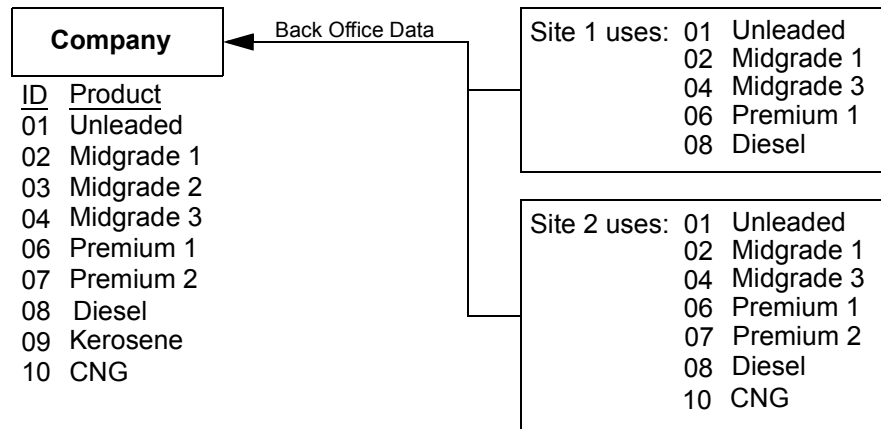 Company
ID Product
01 Unleaded
02 Midgrade 1
03 Midgrade 2
04 Midgrade 3
06 Premium 1
07 Premium 2
08 Diesel
09 Kerosene
10 CNG
Back Office Data
Site 1 uses: 01 Unleaded
02 Midgrade 1
04 Midgrade 3
06 Premium 1
08 Diesel
Site 2 uses: 01 Unleaded
02 Midgrade 1
04 Midgrade 3
06 Premium 1
07 Premium 2
08 Diesel
10 CNG